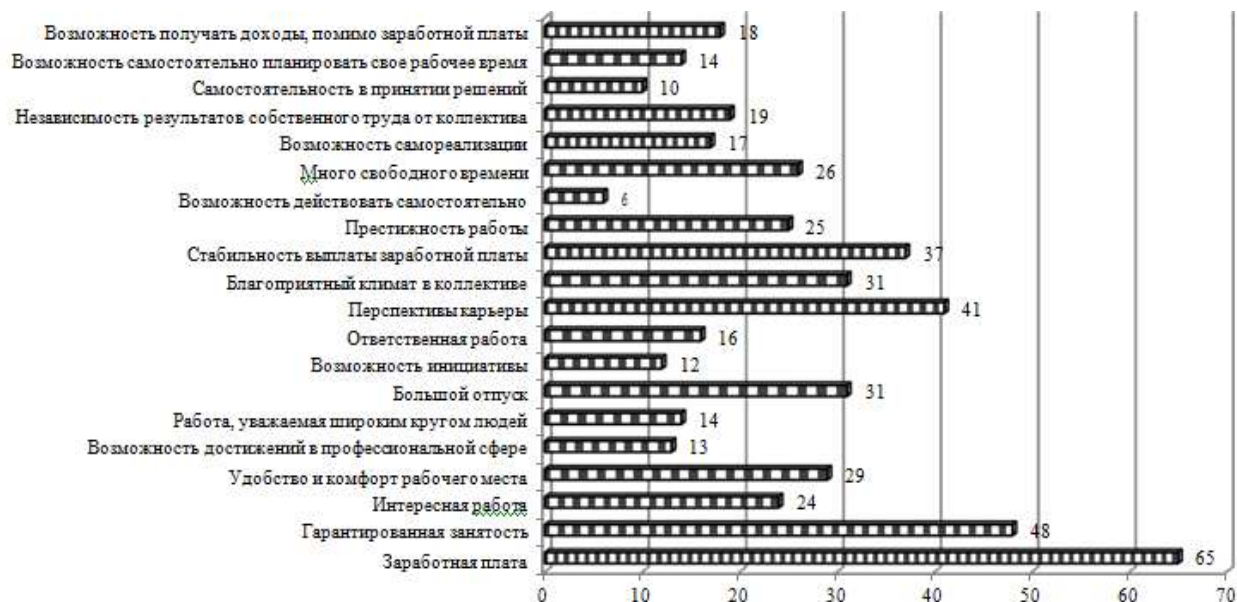 Возможность получать доходы, помимо заработной платы 18
Возможность самостоятельно планировать свое рабочее время 14
Самостоятельность в принятии решений 10
Независимость результатов собственного труда от коллектива 19
Возможность самореализации 17
Много свободного времени 26
Возможность действовать самостоятельно 6
Престижность работы 25
Стабильность выплаты заработной платы 37
Благоприятный климат в коллективе 31
Перспективы карьеры 41
Ответственная работа 16
Возможность инициативы 12
Большой отпуск 31
Работа, уважаемая широким кругом людей 14
Возможность достижений в профессиональной сфере 13
Удобство и комфорт рабочего места 29
Интересная работа 24
Гарантированная занятость 48
Заработная плата 65
0 10 20 30 40 50 60 70